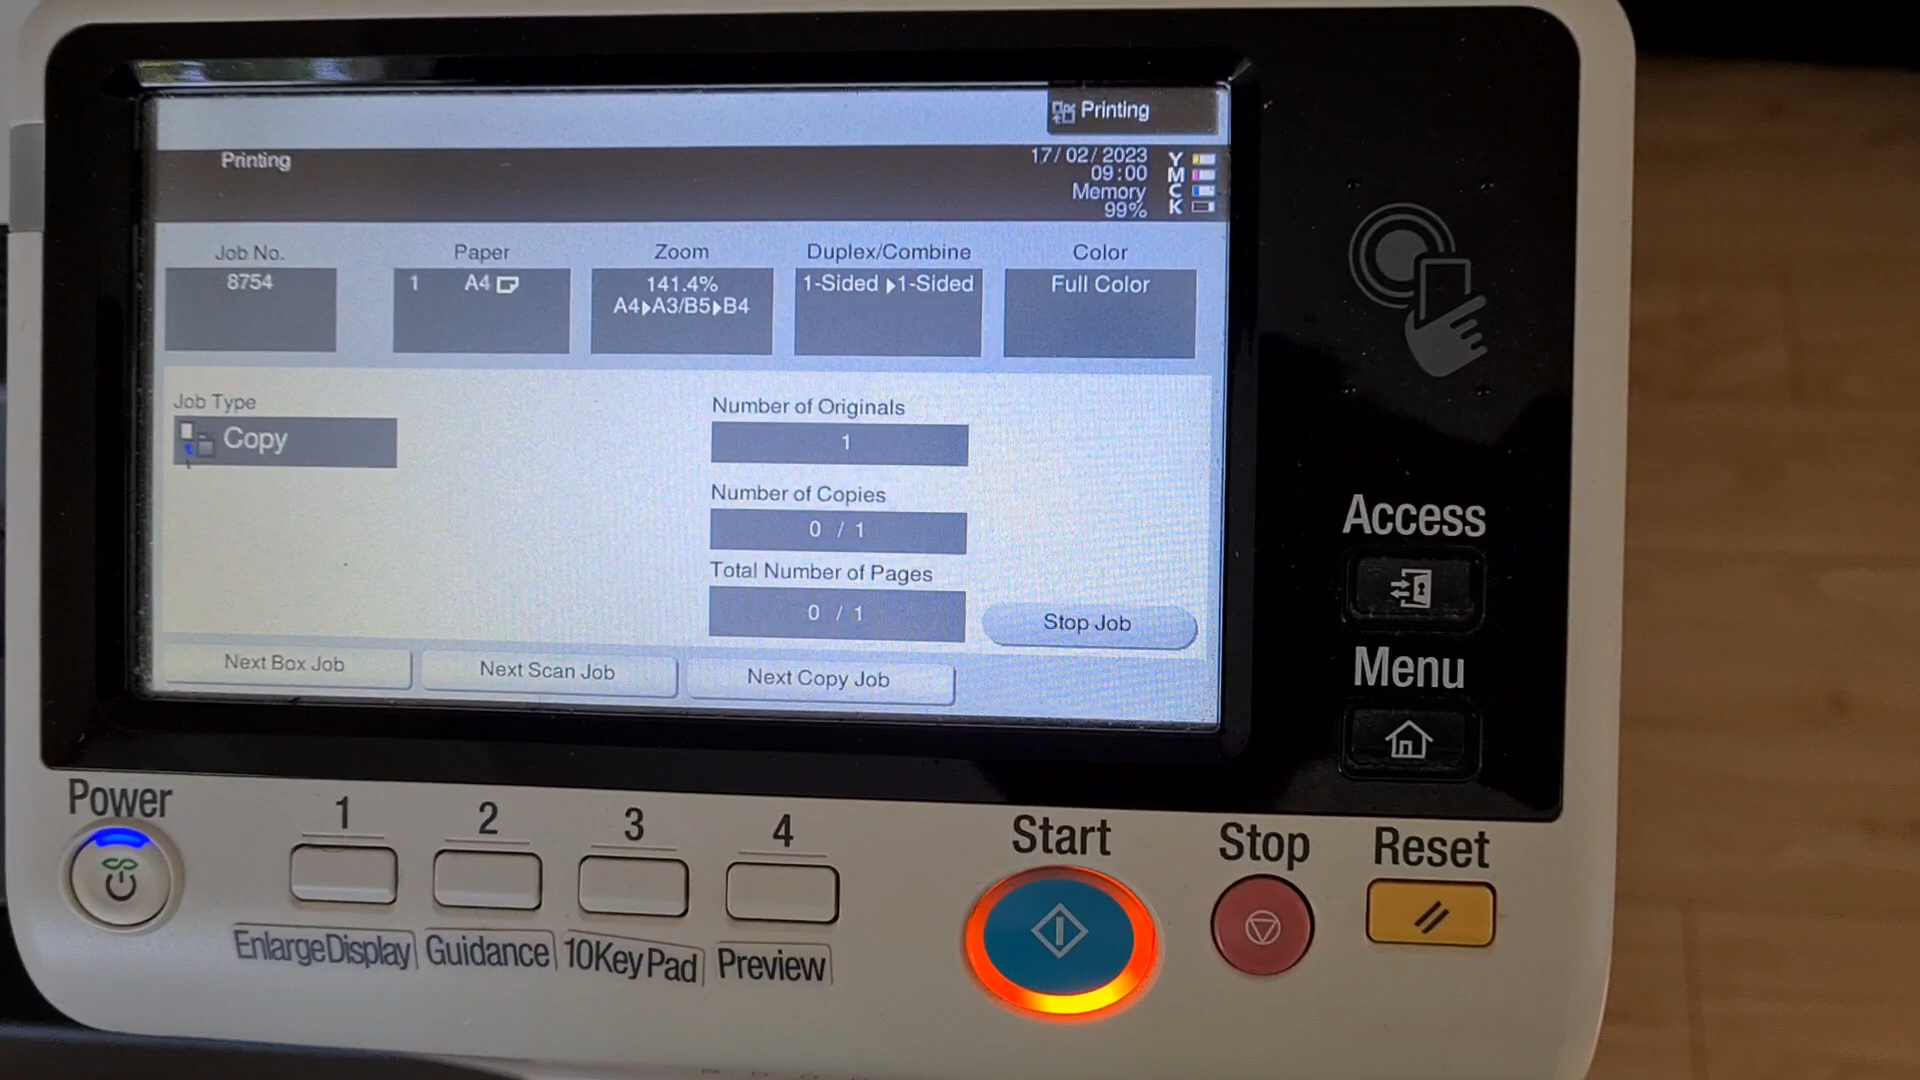 Printing
Printing
17/02/2023
09:00
Memory
99%
Y
M
C
K
Job No.
8754
Paper
1 A4
Zoom
141.4%
A4▸A3/B5▸B4
Duplex/Combine
1-Sided ▸1-Sided
Color
Full Color
Job Type
Copy
Number of Originals
1
Number of Copies
0 / 1
Total Number of Pages
0 / 1
Stop Job
Next Box Job
Next Scan Job
Next Copy Job
Access
Menu
Power
1
2
3
4
Start
Stop
Reset
EnlargeDisplay
Guidance
10KeyPad
Preview